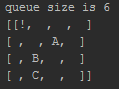 queue size is 6
[[!, , , ]
[ , , A, ]
[ , B, , ]
[ , C, , ]]